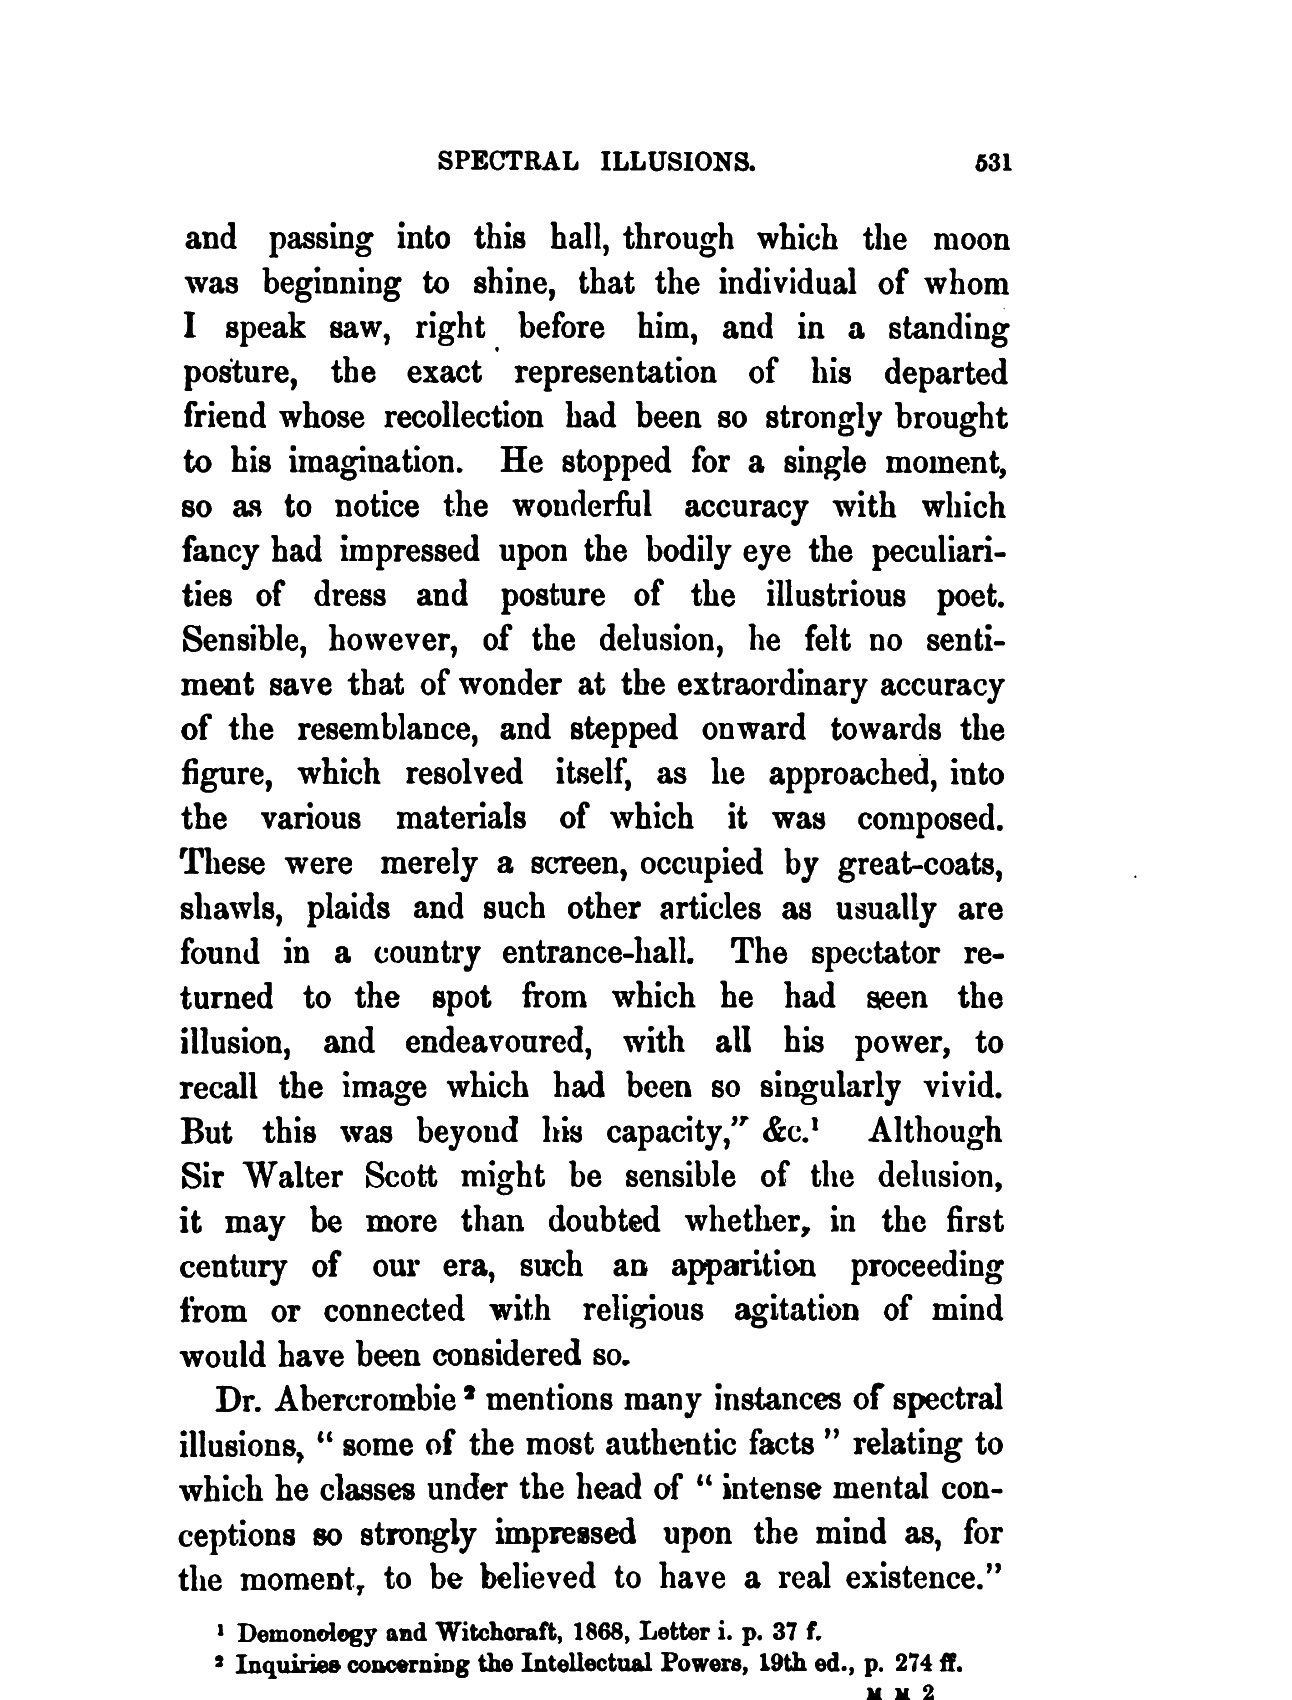 SPECTRAL ILLUSIONS. 531
and passing into this hall, through which the moon
was beginning to shine, that the individual of whom
I speak saw, right before him, and in a standing
posture, the exact representation of his departed
friend whose recollection had been so strongly brought
to his imagination. He stopped for a single moment,
so as to notice the wonderful accuracy with which
fancy had impressed upon the bodily eye the peculiari-
ties of dress and posture of the illustrious poet.
Sensible, however, of the delusion, he felt no senti-
ment save that of wonder at the extraordinary accuracy
of the resemblance, and stepped onward towards the
figure, which resolved itself, as he approached, into
the various materials of which it was composed.
These were merely a screen, occupied by great-coats,
shawls, plaids and such other articles as usually are
found in a country entrance-hall. The spectator re-
turned to the spot from which he had seen the
illusion, and endeavoured, with all his power, to
recall the image which had been so singularly vivid.
But this was beyond his capacity,” &c.¹ Although
Sir Walter Scott might be sensible of the delusion,
it may be more than doubted whether, in the first
century of our era, such an apparition proceeding
from or connected with religious agitation of mind
would have been considered so.
Dr. Abercrombie² mentions many instances of spectral
illusions, “some of the most authentic facts” relating to
which he classes under the head of “intense mental con-
ceptions so strongly impressed upon the mind as, for
the moment, to be believed to have a real existence.”
¹ Demonology and Witchcraft, 1868, Letter i. p. 37 f.
² Inquiries concerning the Intellectual Powers, 19th ed., p. 274 ff.
M M 2